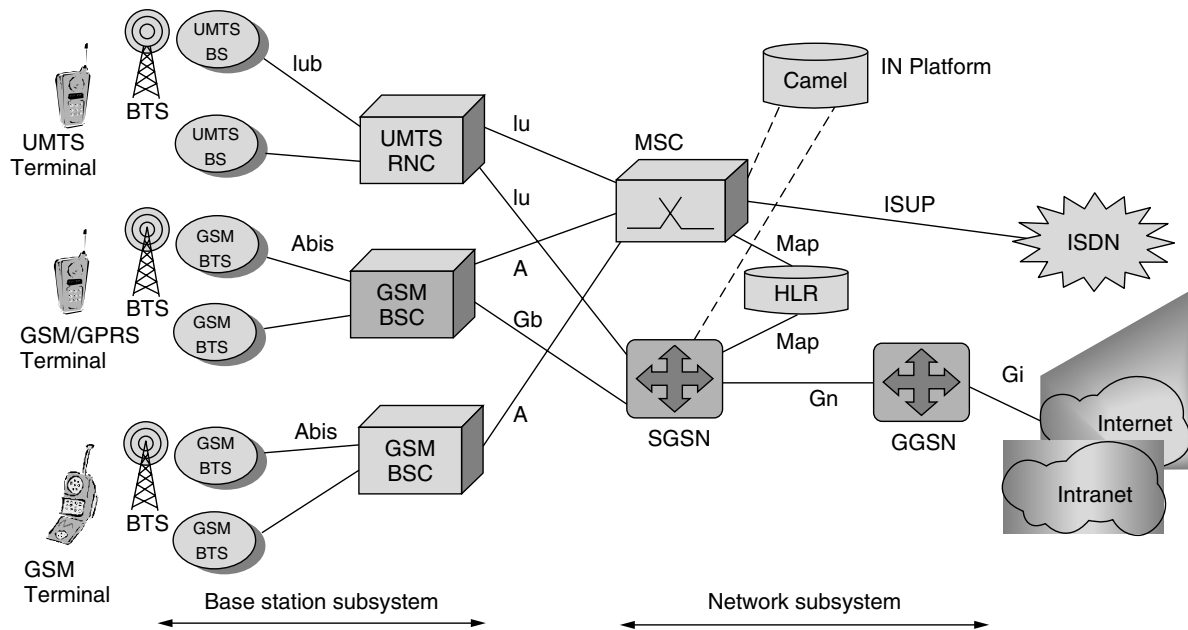 UMTS
BS
Iub
BTS
UMTS
Terminal
UMTS
BS
UMTS
RNC
Iu
Iu
Camel
IN Platform
MSC
ISUP
ISDN
GSM
BTS
Abis
BTS
GSM/GPRS
Terminal
GSM
BTS
GSM
BSC
A
Gb
Map
HLR
Map
SGSN
Gn
GGSN
Gi
Internet
Intranet
GSM
BTS
Abis
BTS
GSM
Terminal
GSM
BTS
GSM
BSC
A
Base station subsystem
Network subsystem